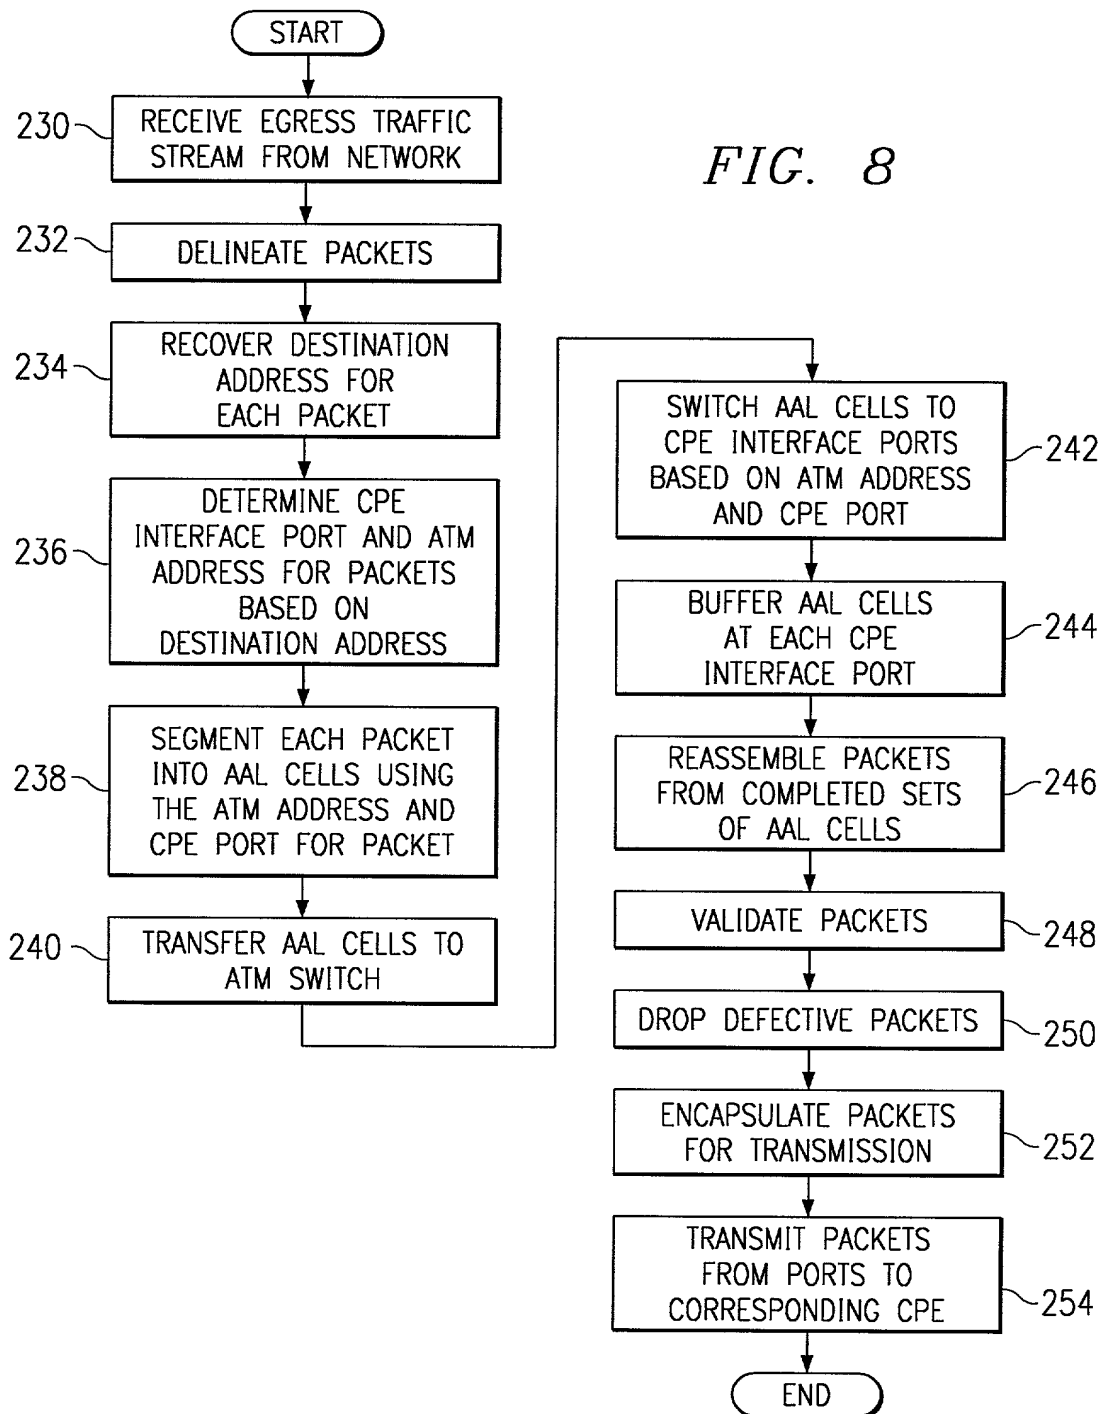 START
230
RECEIVE EGRESS TRAFFIC
STREAM FROM NETWORK
FIG. 8
232
DELINEATE PACKETS
234
RECOVER DESTINATION
ADDRESS FOR
EACH PACKET
236
DETERMINE CPE
INTERFACE PORT AND ATM
ADDRESS FOR PACKETS
BASED ON
DESTINATION ADDRESS
238
SEGMENT EACH PACKET
INTO AAL CELLS USING
THE ATM ADDRESS AND
CPE PORT FOR PACKET
240
TRANSFER AAL CELLS TO
ATM SWITCH
SWITCH AAL CELLS TO
CPE INTERFACE PORTS
BASED ON ATM ADDRESS
AND CPE PORT
242
BUFFER AAL CELLS
AT EACH CPE
INTERFACE PORT
244
REASSEMBLE PACKETS
FROM COMPLETED SETS
OF AAL CELLS
246
VALIDATE PACKETS
248
DROP DEFECTIVE PACKETS
250
ENCAPSULATE PACKETS
FOR TRANSMISSION
252
TRANSMIT PACKETS
FROM PORTS TO
CORRESPONDING CPE
254
END